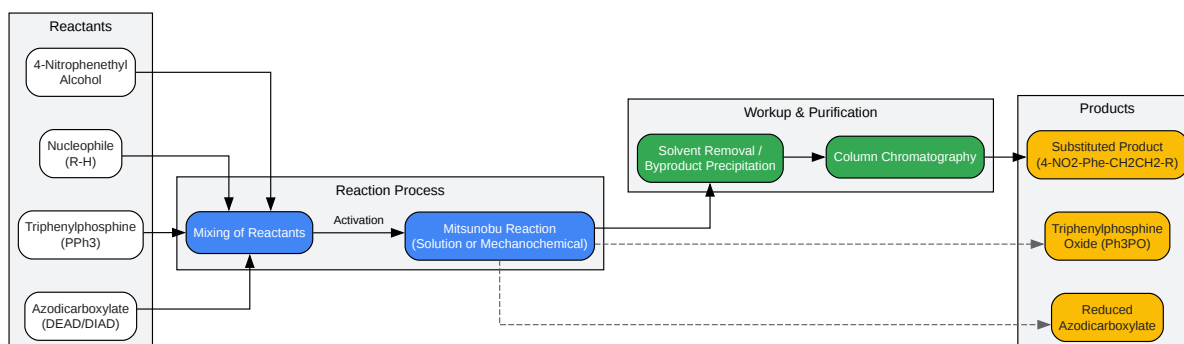 Reactants
4-Nitrophenethyl
Alcohol
Nucleophile
(R-H)
Triphenylphosphine
(PPh3)
Azodicarboxylate
(DEAD/DIAD)
Reaction Process
Mixing of Reactants
Activation
Mitsunobu Reaction
(Solution or Mechanochemical)
Workup & Purification
Solvent Removal /
Byproduct Precipitation
Column Chromatography
Products
Substituted Product
(4-NO2-Phe-CH2CH2-R)
Triphenylphosphine
Oxide (Ph3PO)
Reduced
Azodicarboxylate